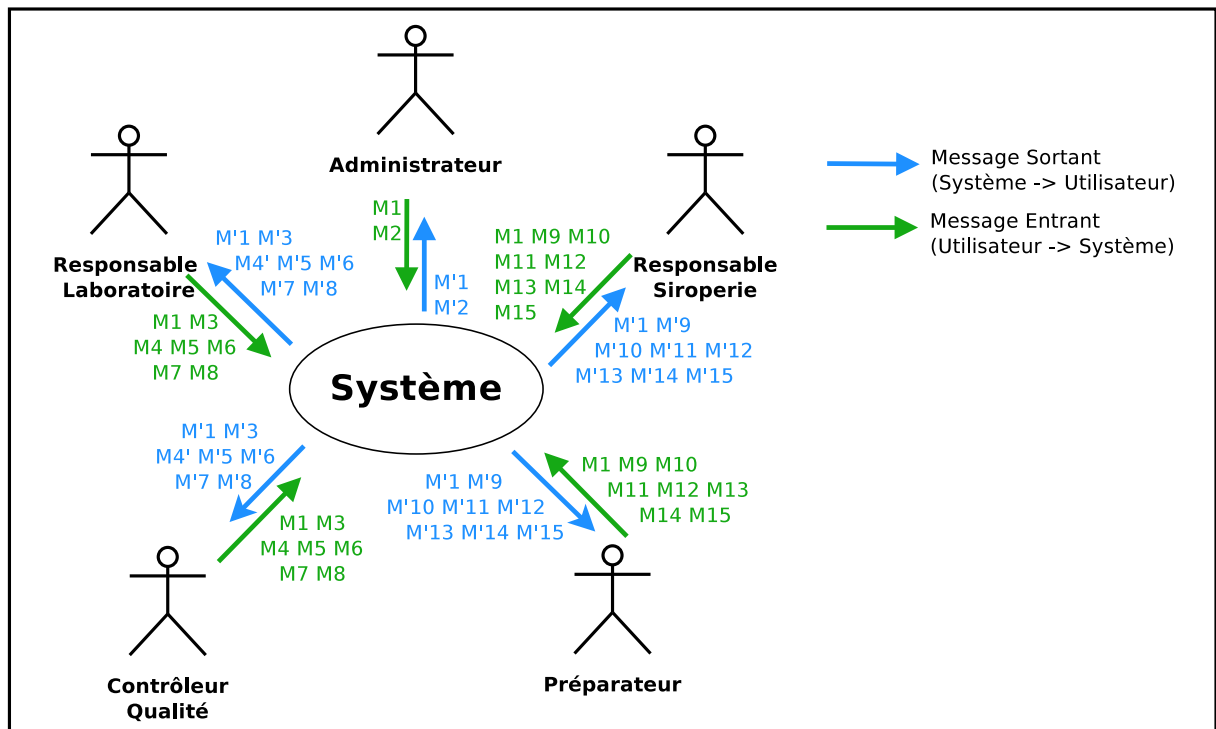 Administrateur
M1
M2
M'1
M'2
Responsable
Laboratoire
M'1 M'3
M4' M'5 M'6
M'7 M'8
M1 M3
M4 M5 M6
M7 M8
M1 M9 M10
M11 M12
M13 M14
M15
Responsable
Siroperie
M'1 M'9
M'10 M'11 M'12
M'13 M'14 M'15
Message Sortant
(Système -> Utilisateur)
Message Entrant
(Utilisateur -> Système)
Système
M'1 M'3
M4' M'5 M'6
M'7 M'8
M1 M3
M4 M5 M6
M7 M8
Contrôleur
Qualité
M'1 M'9
M'10 M'11 M'12
M'13 M'14 M'15
M1 M9 M10
M11 M12 M13
M14 M15
Préparateur